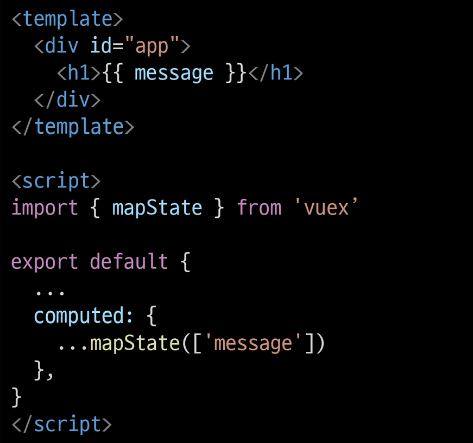 <template>
  <div id="app">
    <h1>{{ message }}</h1>
  </div>
</template>

<script>
import { mapState } from 'vuex’

export default {
  ...
  computed: {
    ...mapState(['message'])
  },
}
</script>